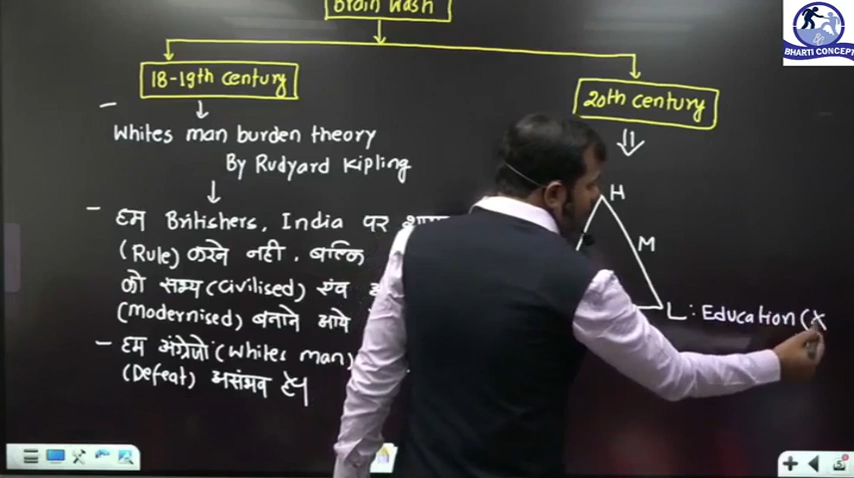 Brain Wash
18-19th century
Whites man burden theory
By Rudyard Kipling
- हम Britishers, India पर
(Rule) करने नही, बल्कि
को सभ्य (Civilised) एंव
(Modernised) बनाने आये
- हम अंग्रेजो (Whites man)
(Defeat) असंभव है।
20th century
H
M
L: Education (X
BHARTI CONCEPT